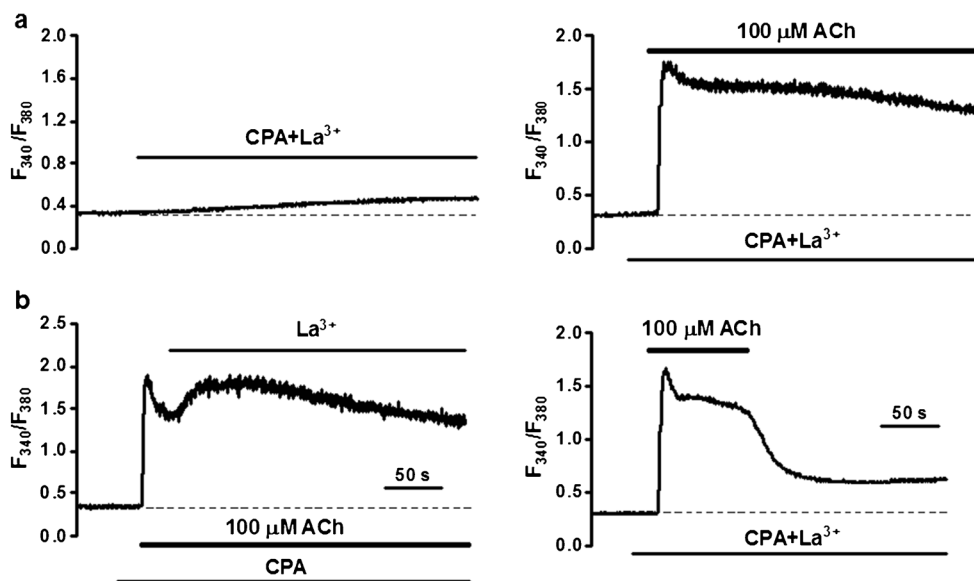 a
2.0
1.6
1.2
0.8
0.4
0.0
F₃₄₀/F₃₈₀
CPA+La³⁺
2.0
1.5
1.0
0.5
0.0
F₃₄₀/F₃₈₀
100 µM ACh
CPA+La³⁺
b
2.5
2.0
1.5
1.0
0.5
0.0
F₃₄₀/F₃₈₀
La³⁺
50 s
100 µM ACh
CPA
2.0
1.5
1.0
0.5
0.0
F₃₄₀/F₃₈₀
100 µM ACh
50 s
CPA+La³⁺